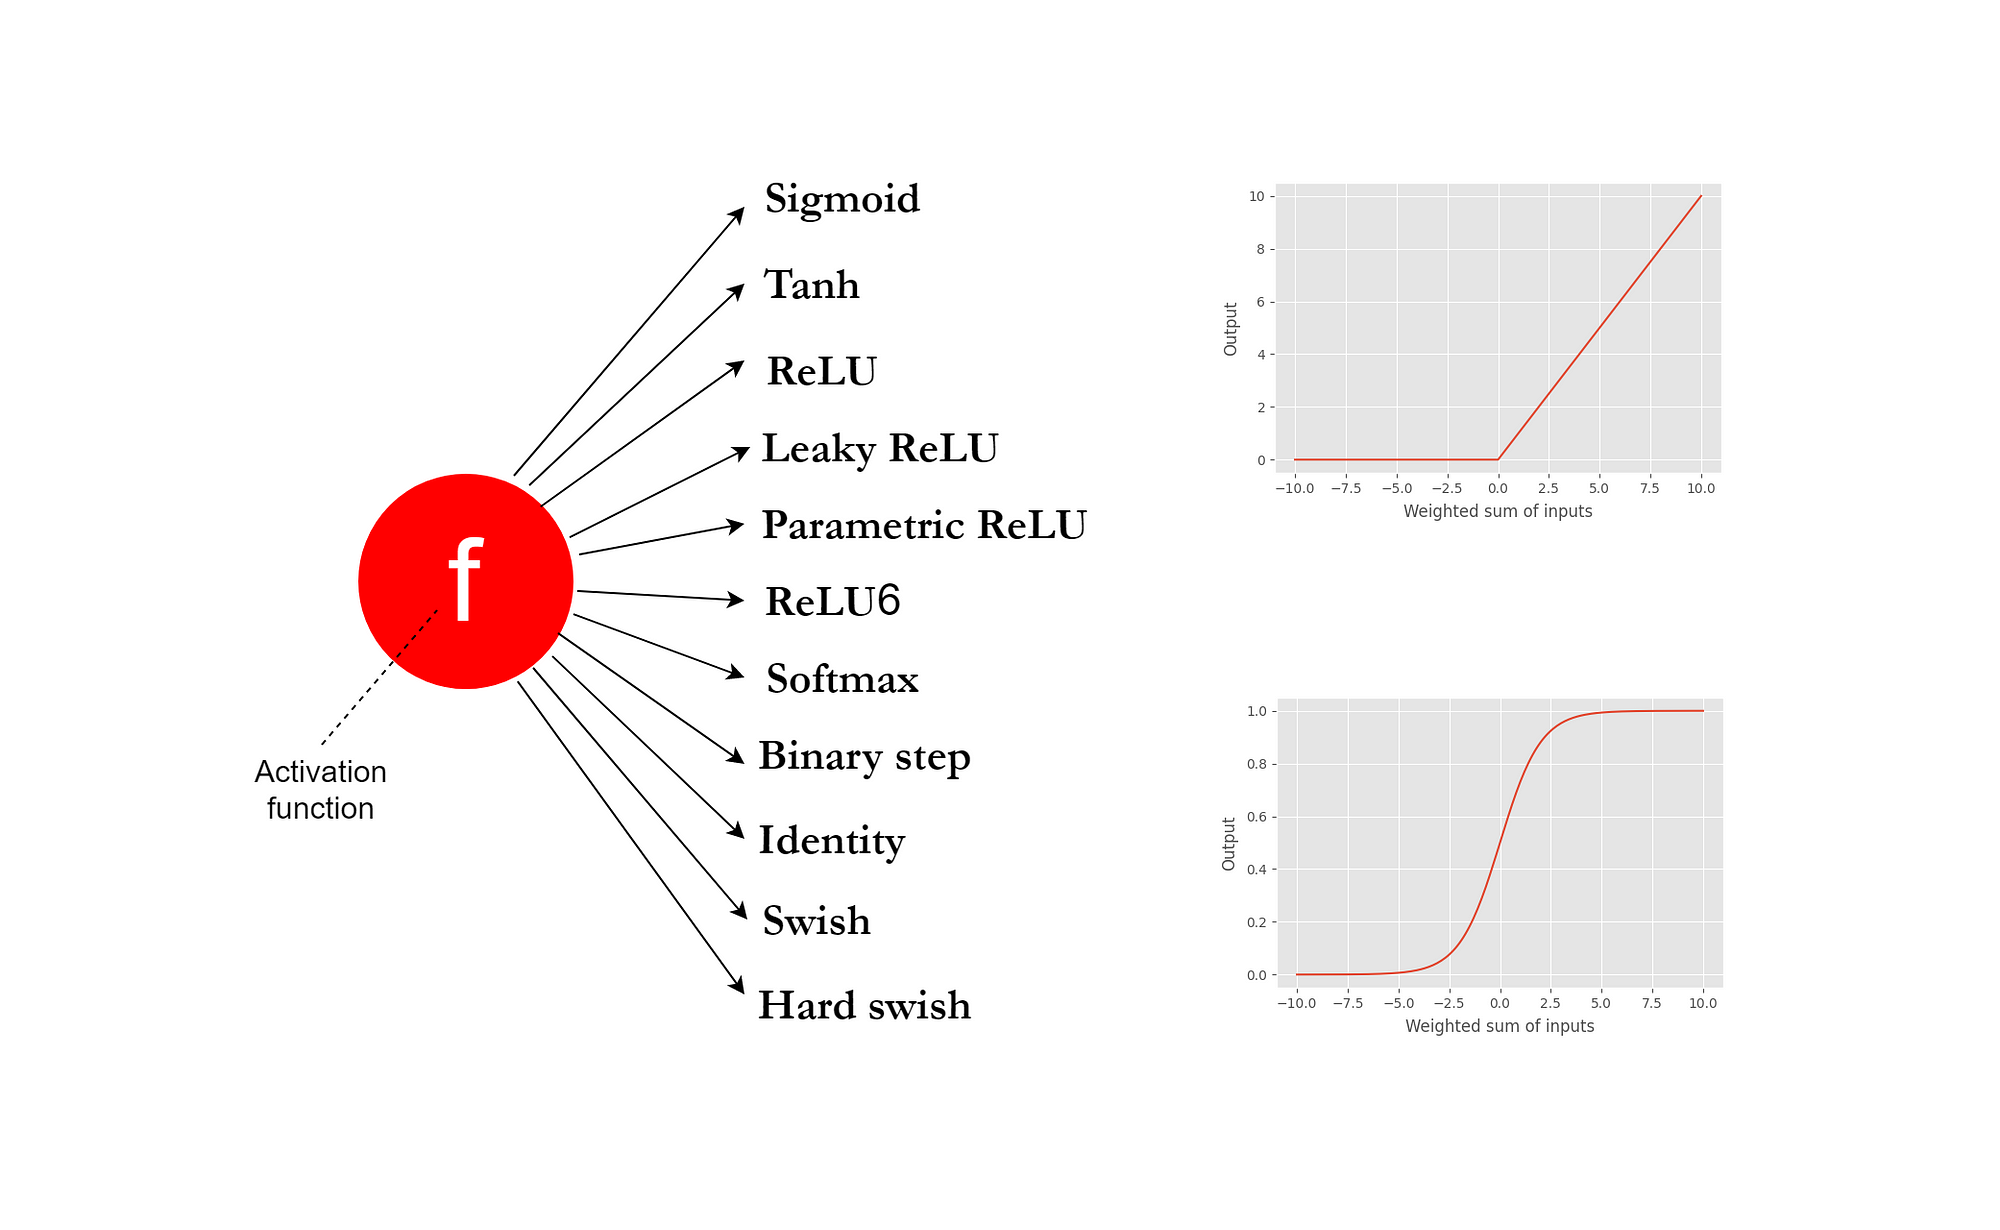 f
Activation
function
Sigmoid
Tanh
ReLU
Leaky ReLU
Parametric ReLU
ReLU6
Softmax
Binary step
Identity
Swish
Hard swish
10
8
6
4
2
0
Output
−10.0 −7.5 −5.0 −2.5 0.0 2.5 5.0 7.5 10.0
Weighted sum of inputs
1.0
0.8
0.6
0.4
0.2
0.0
Output
−10.0 −7.5 −5.0 −2.5 0.0 2.5 5.0 7.5 10.0
Weighted sum of inputs